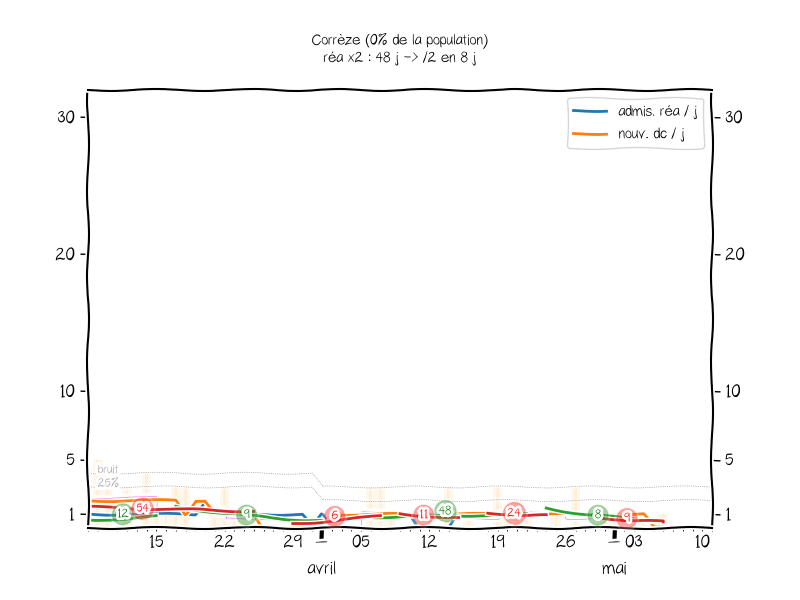 Corrèze (0% de la population)
réa x2 : 48 j -> /2 en 8 j
admis. réa / j
nouv. dc / j
30 30
20 20
10 10
5 5
bruit
25%
1 1
12 54 9 6 11 48 24 8 9
15 22 29 05 12 19 26 03 10
avril mai